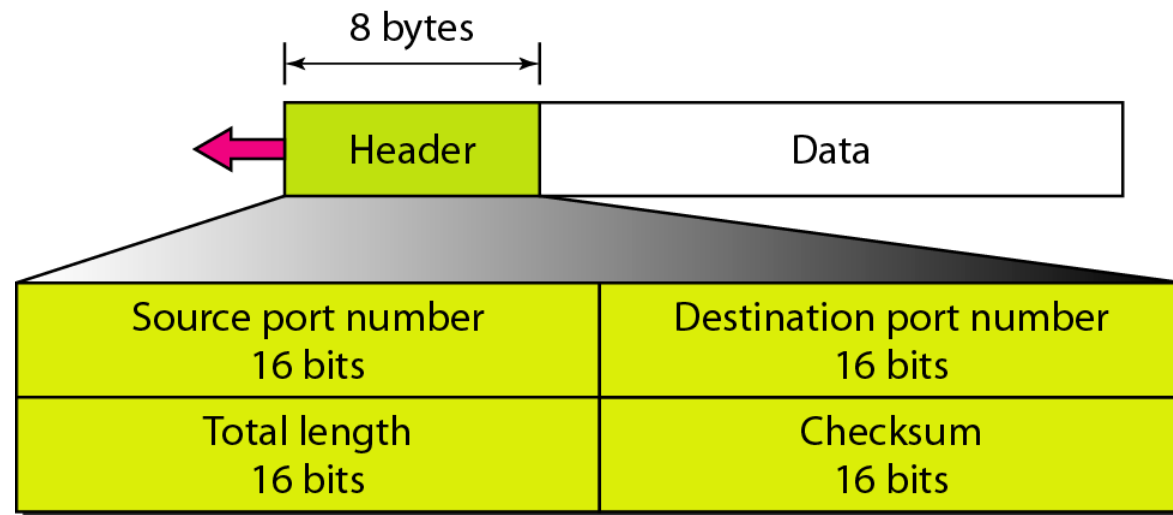 8 bytes
Header
Data
Source port number
16 bits
Destination port number
16 bits
Total length
16 bits
Checksum
16 bits